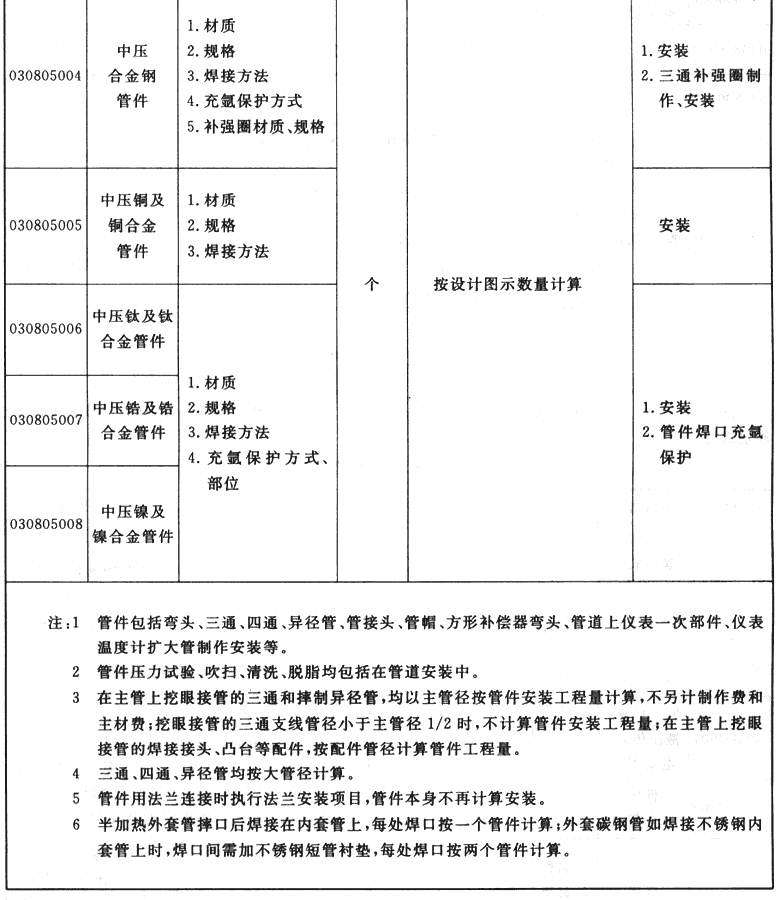 030805004
中压
合金钢
管件
1. 材质
2. 规格
3. 焊接方法
4. 充氩保护方式
5. 补强圈材质、规格
1. 安装
2. 三通补强圈制
作、安装
030805005
中压铜及
铜合金
管件
1. 材质
2. 规格
3. 焊接方法
安装
个
按设计图示数量计算
030805006
中压钛及钛
合金管件
030805007
中压锆及锆
合金管件
030805008
中压镍及
镍合金管件
1. 材质
2. 规格
3. 焊接方法
4. 充氩保护方式、
部位
1. 安装
2. 管件焊口充氩
保护
注:1 管件包括弯头、三通、四通、异径管、管接头、管帽、方形补偿器弯头、管道上仪表一次部件、仪表
温度计扩大管制作安装等。
2 管件压力试验、吹扫、清洗、脱脂均包括在管道安装中。
3 在主管上挖眼接管的三通和摔制异径管,均以主管径按管件安装工程量计算,不另计制作费和
主材费;挖眼接管的三通支线管径小于主管径 1/2 时,不计算管件安装工程量;在主管上挖眼
接管的焊接接头、凸台等配件,按配件管径计算管件工程量。
4 三通、四通、异径管均按大管径计算。
5 管件用法兰连接时执行法兰安装项目,管件本身不再计算安装。
6 半加热外套管摔口后焊接在内套管上,每处焊口按一个管件计算;外套碳钢管如焊接不锈钢内
套管上时,焊口间需加不锈钢短管衬垫,每处焊口按两个管件计算。